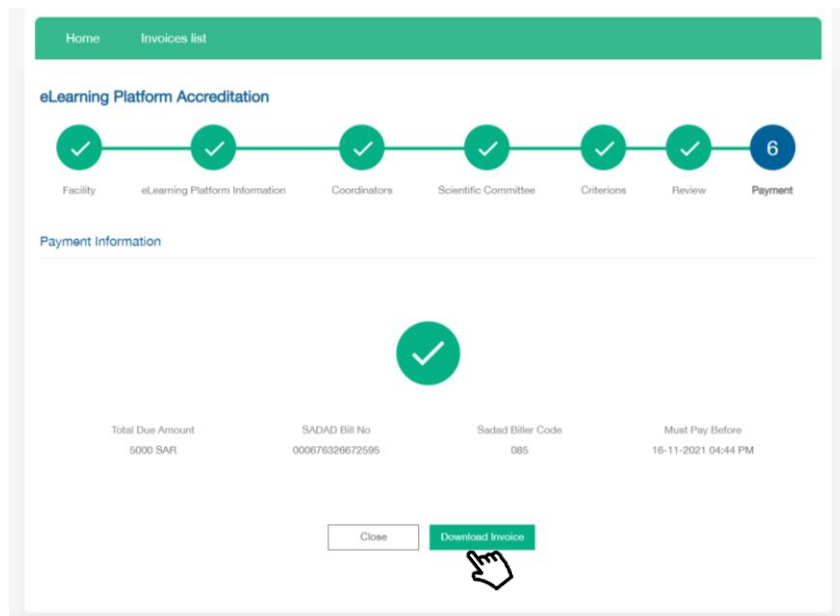 Home Invoices list
eLearning Platform Accreditation
6
Facility eLearning Platform Information Coordinators Scientific Committee Criterions Review Payment
Payment Information
Total Due Amount SADAD Bill No Sadad Biller Code Must Pay Before
5000 SAR 000676326672595 085 16-11-2021 04:44 PM
Close Download Invoice